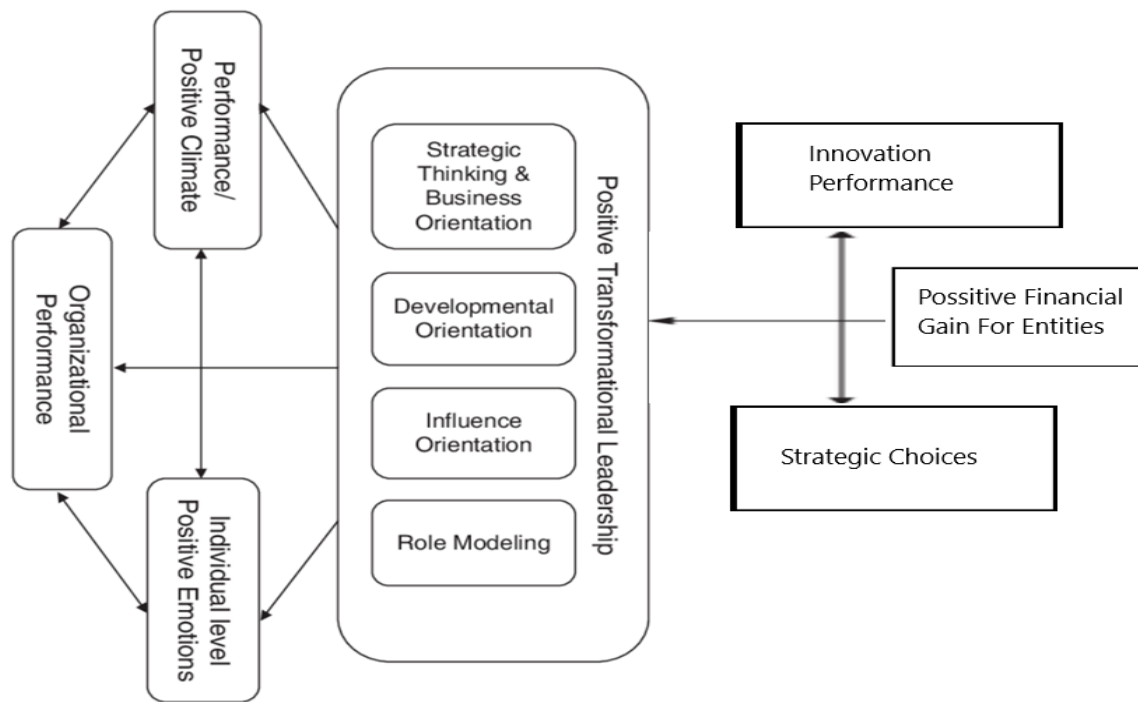 Performance/
Positive Climate
Organizational
Performance
Individual level
Positive Emotions
Strategic
Thinking &
Business
Orientation
Developmental
Orientation
Influence
Orientation
Role Modeling
Positive Transformational Leadership
Innovation
Performance
Possitive Financial
Gain For Entities
Strategic Choices